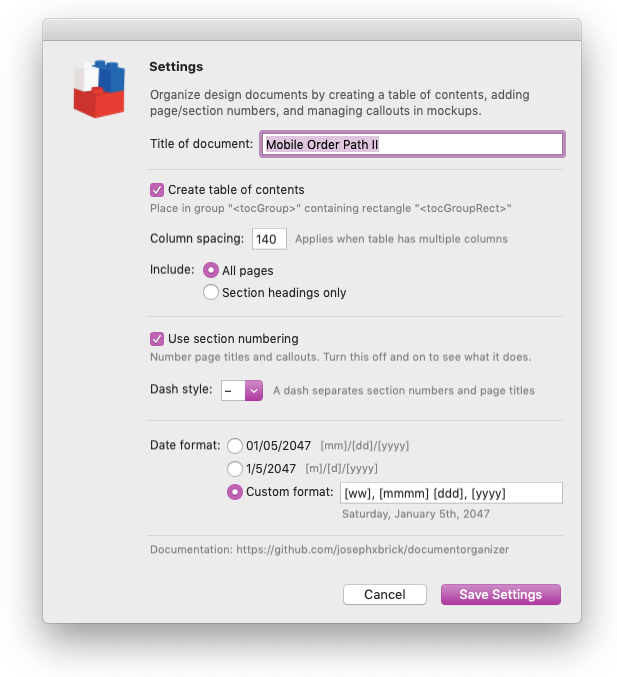 Settings
Organize design documents by creating a table of contents, adding
page/section numbers, and managing callouts in mockups.
Title of document: Mobile Order Path II
Create table of contents
Place in group "<tocGroup>" containing rectangle "<tocGroupRect>"
Column spacing: 140 Applies when table has multiple columns
Include: All pages
Section headings only
Use section numbering
Number page titles and callouts. Turn this off and on to see what it does.
Dash style: – A dash separates section numbers and page titles
Date format: 01/05/2047 [mm]/[dd]/[yyyy]
1/5/2047 [m]/[d]/[yyyy]
Custom format: [ww], [mmmm] [ddd], [yyyy]
Saturday, January 5th, 2047
Documentation: https://github.com/josephxbrick/documentorganizer
Cancel Save Settings